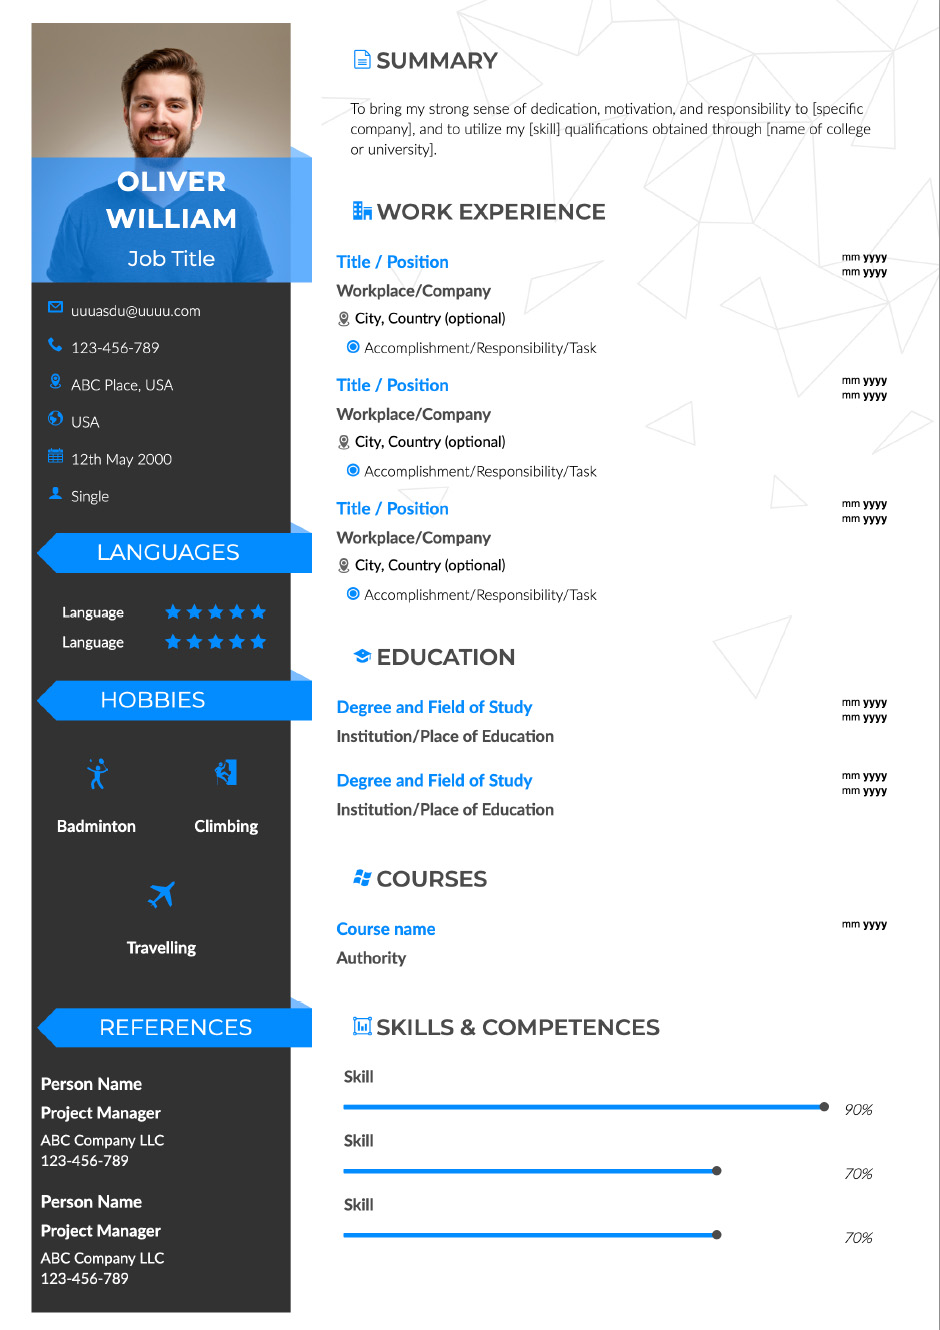 OLIVER
WILLIAM
Job Title
uuuasdu@uuuu.com
123-456-789
ABC Place, USA
USA
12th May 2000
Single
LANGUAGES
Language
Language
HOBBIES
Badminton
Climbing
Travelling
REFERENCES
Person Name
Project Manager
ABC Company LLC
123-456-789
Person Name
Project Manager
ABC Company LLC
123-456-789
SUMMARY
To bring my strong sense of dedication, motivation, and responsibility to [specific
company], and to utilize my [skill] qualifications obtained through [name of college
or university].
WORK EXPERIENCE
Title / Position
mm yyyy
mm yyyy
Workplace/Company
City, Country (optional)
Accomplishment/Responsibility/Task
Title / Position
mm yyyy
mm yyyy
Workplace/Company
City, Country (optional)
Accomplishment/Responsibility/Task
Title / Position
mm yyyy
mm yyyy
Workplace/Company
City, Country (optional)
Accomplishment/Responsibility/Task
EDUCATION
Degree and Field of Study
mm yyyy
mm yyyy
Institution/Place of Education
Degree and Field of Study
mm yyyy
mm yyyy
Institution/Place of Education
COURSES
Course name
mm yyyy
Authority
SKILLS & COMPETENCES
Skill
90%
Skill
70%
Skill
70%